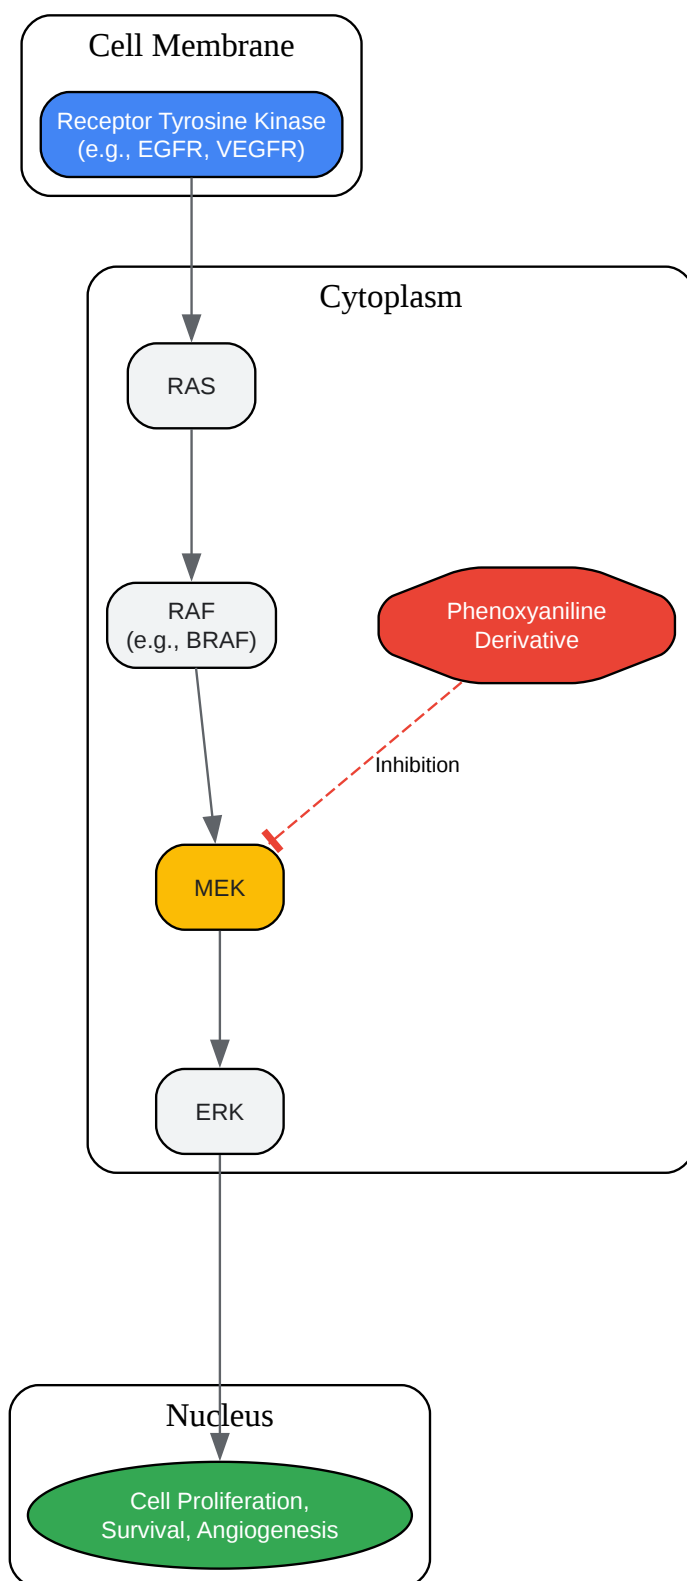 Cell Membrane
Receptor Tyrosine Kinase
(e.g., EGFR, VEGFR)
Cytoplasm
RAS
RAF
(e.g., BRAF)
Phenoxyaniline
Derivative
Inhibition
MEK
ERK
Nucleus
Cell Proliferation,
Survival, Angiogenesis